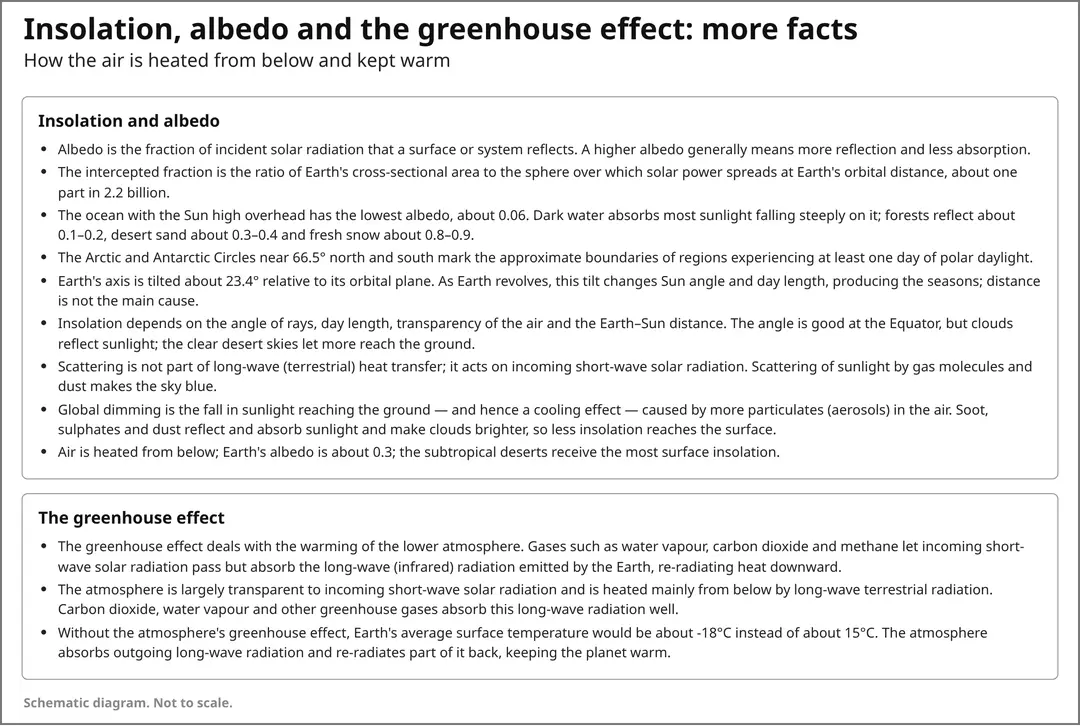 Insolation, albedo and the greenhouse effect: more facts
How the air is heated from below and kept warm
Insolation and albedo
• Albedo is the fraction of incident solar radiation that a surface or system reflects. A higher albedo generally means more reflection and less absorption.
• The intercepted fraction is the ratio of Earth's cross-sectional area to the sphere over which solar power spreads at Earth's orbital distance, about one
part in 2.2 billion.
• The ocean with the Sun high overhead has the lowest albedo, about 0.06. Dark water absorbs most sunlight falling steeply on it; forests reflect about
0.1–0.2, desert sand about 0.3–0.4 and fresh snow about 0.8–0.9.
• The Arctic and Antarctic Circles near 66.5° north and south mark the approximate boundaries of regions experiencing at least one day of polar daylight.
• Earth's axis is tilted about 23.4° relative to its orbital plane. As Earth revolves, this tilt changes Sun angle and day length, producing the seasons; distance
is not the main cause.
• Insolation depends on the angle of rays, day length, transparency of the air and the Earth–Sun distance. The angle is good at the Equator, but clouds
reflect sunlight; the clear desert skies let more reach the ground.
• Scattering is not part of long-wave (terrestrial) heat transfer; it acts on incoming short-wave solar radiation. Scattering of sunlight by gas molecules and
dust makes the sky blue.
• Global dimming is the fall in sunlight reaching the ground — and hence a cooling effect — caused by more particulates (aerosols) in the air. Soot,
sulphates and dust reflect and absorb sunlight and make clouds brighter, so less insolation reaches the surface.
• Air is heated from below; Earth's albedo is about 0.3; the subtropical deserts receive the most surface insolation.
The greenhouse effect
• The greenhouse effect deals with the warming of the lower atmosphere. Gases such as water vapour, carbon dioxide and methane let incoming short-
wave solar radiation pass but absorb the long-wave (infrared) radiation emitted by the Earth, re-radiating heat downward.
• The atmosphere is largely transparent to incoming short-wave solar radiation and is heated mainly from below by long-wave terrestrial radiation.
Carbon dioxide, water vapour and other greenhouse gases absorb this long-wave radiation well.
• Without the atmosphere's greenhouse effect, Earth's average surface temperature would be about -18°C instead of about 15°C. The atmosphere
absorbs outgoing long-wave radiation and re-radiates part of it back, keeping the planet warm.
Schematic diagram. Not to scale.